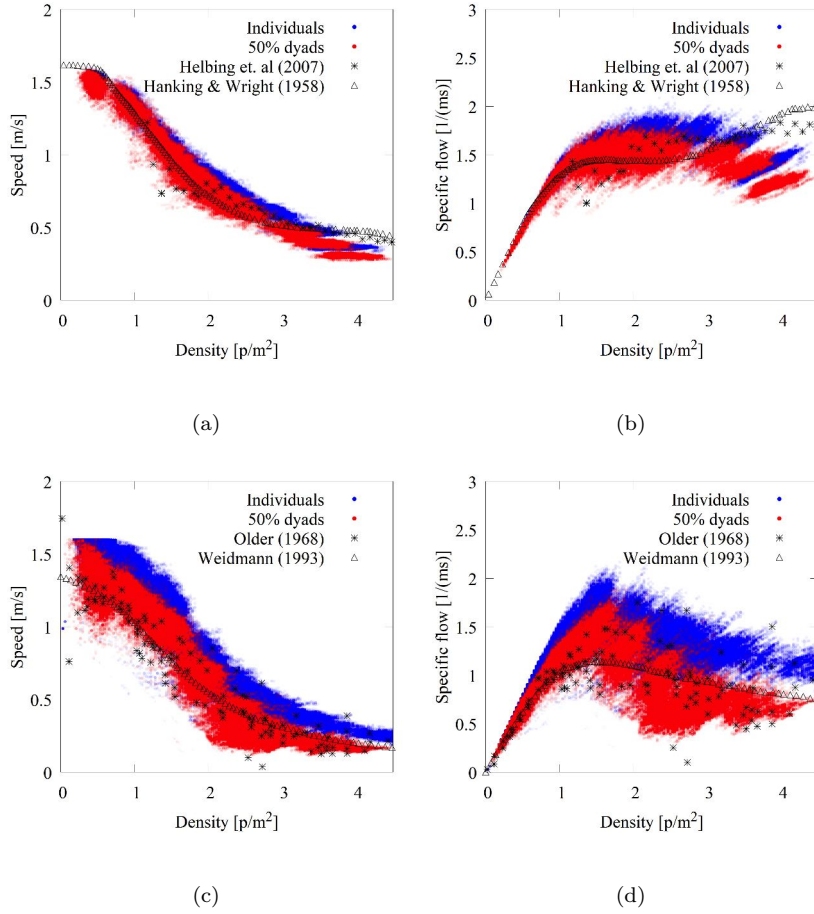 Individuals
50% dyads
Helbing et. al (2007)
Hanking & Wright (1958)
Speed [m/s]
2
1.5
1
0.5
0
0 1 2 3 4
Density [p/m²]
(a)
Individuals
50% dyads
Helbing et. al (2007)
Hanking & Wright (1958)
Specific flow [1/(ms)]
3
2.5
2
1.5
1
0.5
0
0 1 2 3 4
Density [p/m²]
(b)
Individuals
50% dyads
Older (1968)
Weidmann (1993)
Speed [m/s]
2
1.5
1
0.5
0
0 1 2 3 4
Density [p/m²]
(c)
Individuals
50% dyads
Older (1968)
Weidmann (1993)
Specific flow [1/(ms)]
3
2.5
2
1.5
1
0.5
0
0 1 2 3 4
Density [p/m²]
(d)